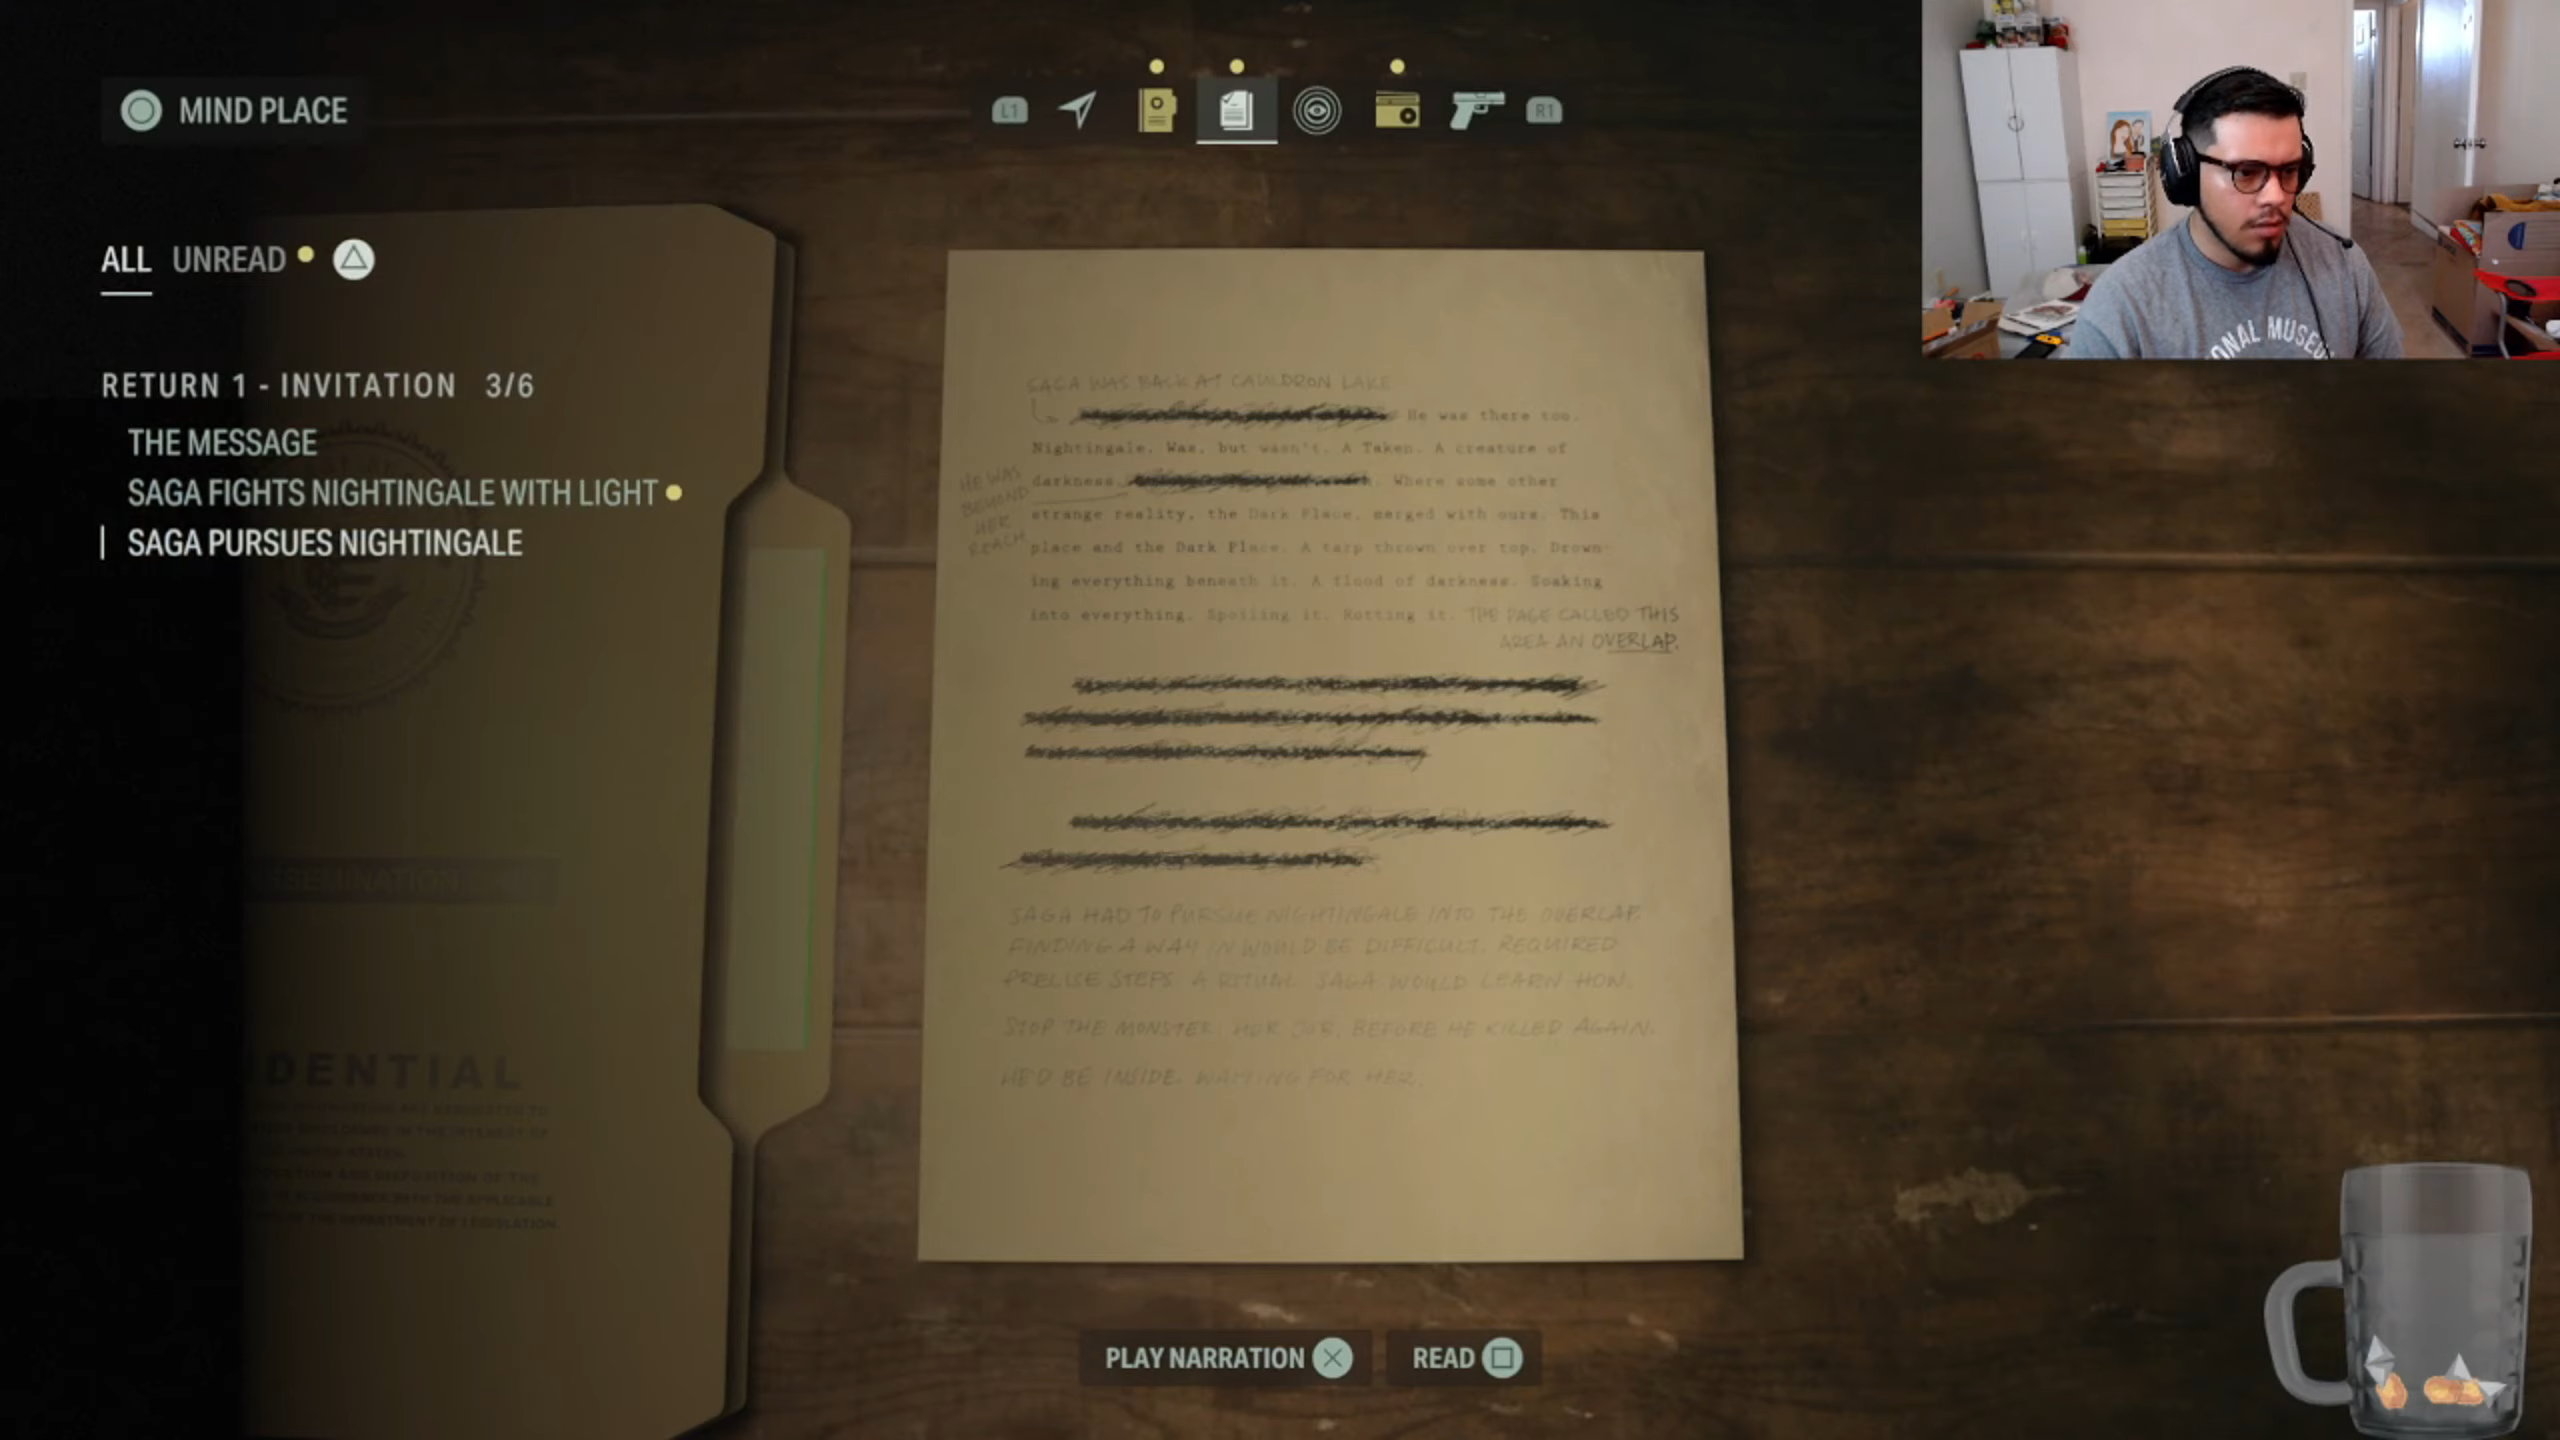 MIND PLACE
L1
R1
ALL UNREAD
RETURN 1 - INVITATION 3/6
THE MESSAGE
SAGA FIGHTS NIGHTINGALE WITH LIGHT
SAGA PURSUES NIGHTINGALE
SAGA WAS BACK AT CAULDRON LAKE
He was there too.
Nightingale. Was, but wasn't. A Taken. A creature of
darkness. . Where some other
strange reality, the Dark Place, merged with ours. This
place and the Dark Place. A tarp thrown over top. Drown-
ing everything beneath it. A flood of darkness. Soaking
into everything. Spoiling it. Rotting it. THE PAGE CALLED THIS
AREA AN OVERLAP.
HE WAS
BEYOND
HER
REACH
SAGA HAD TO PURSUE NIGHTINGALE INTO THE OVERLAP.
FINDING A WAY IN WOULD BE DIFFICULT. REQUIRED
PRECISE STEPS. A RITUAL. SAGA WOULD LEARN HOW.
STOP THE MONSTER. HER JOB. BEFORE HE KILLED AGAIN.
HE'D BE INSIDE. WAITING FOR HER.
DENTIAL
PLAY NARRATION
READ
ONAL MUSEU